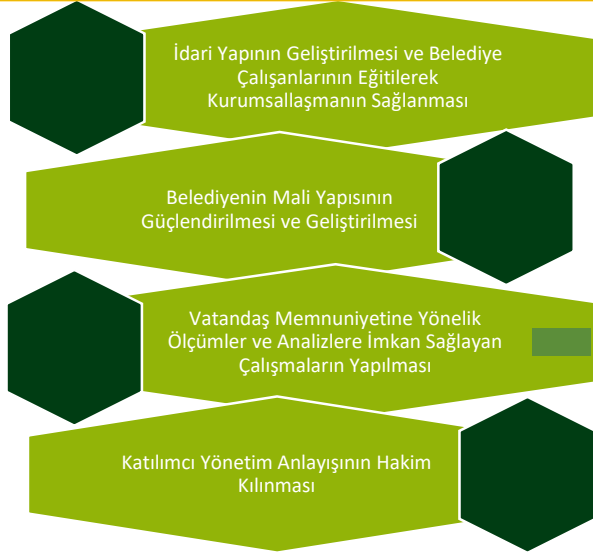 İdari Yapının Geliştirilmesi ve Belediye
Çalışanlarının Eğitilerek
Kurumsallaşmanın Sağlanması
Belediyenin Mali Yapısının
Güçlendirilmesi ve Geliştirilmesi
Vatandaş Memnuniyetine Yönelik
Ölçümler ve Analizlere İmkan Sağlayan
Çalışmaların Yapılması
Katılımcı Yönetim Anlayışının Hakim
Kılınması